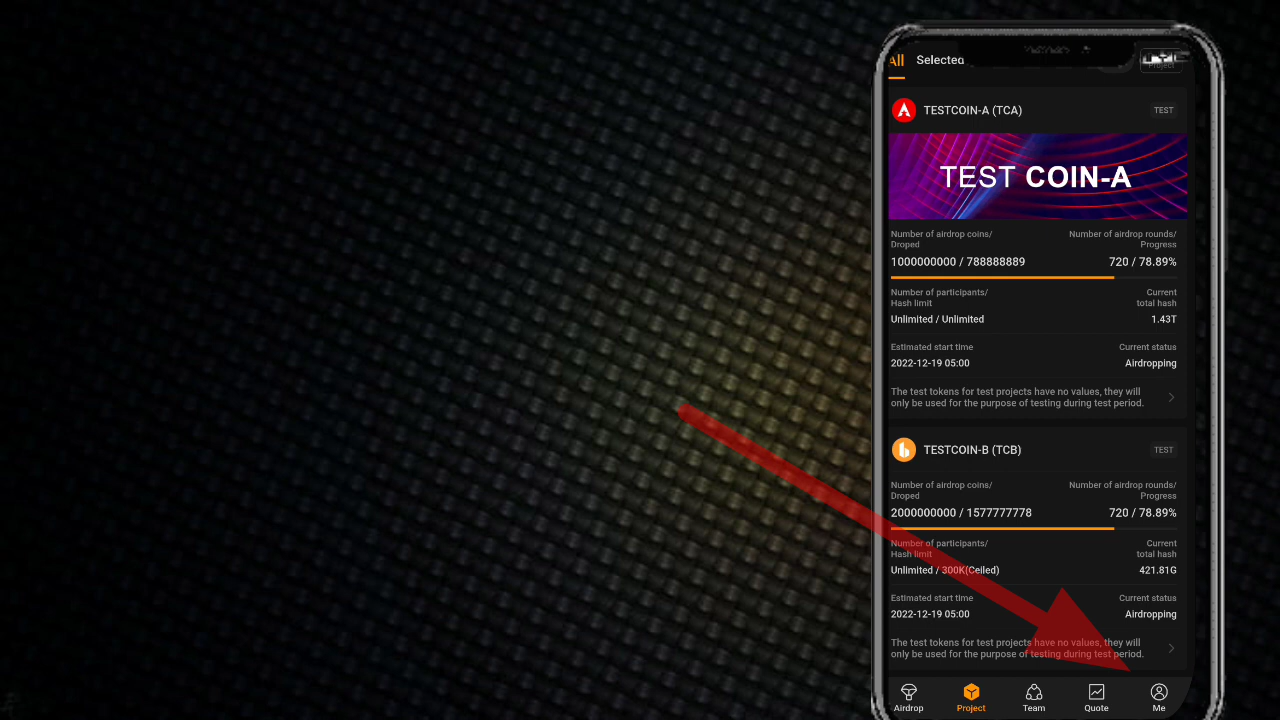 All Selected
Project
TESTCOIN-A (TCA) TEST
TEST COIN-A
Number of airdrop coins/ Number of airdrop rounds/
Droped Progress
1000000000 / 788888889 720 / 78.89%
Number of participants/ Current
Hash limit total hash
Unlimited / Unlimited 1.43T
Estimated start time Current status
2022-12-19 05:00 Airdropping
The test tokens for test projects have no values, they will
only be used for the purpose of testing during test period.
TESTCOIN-B (TCB) TEST
Number of airdrop coins/ Number of airdrop rounds/
Droped Progress
2000000000 / 1577777778 720 / 78.89%
Number of participants/ Current
Hash limit total hash
Unlimited / 300K(Ceiled) 421.81G
Estimated start time Current status
2022-12-19 05:00 Airdropping
The test tokens for test projects have no values, they will
only be used for the purpose of testing during test period.
Airdrop Project Team Quote Me